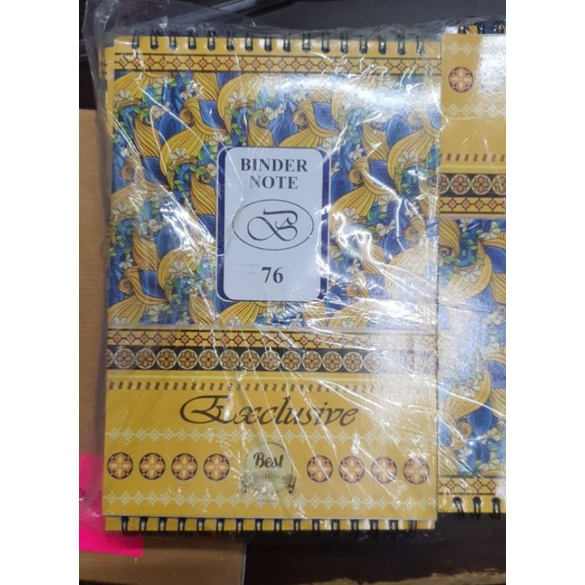 BINDER
NOTE
B
76
Exclusive
Best